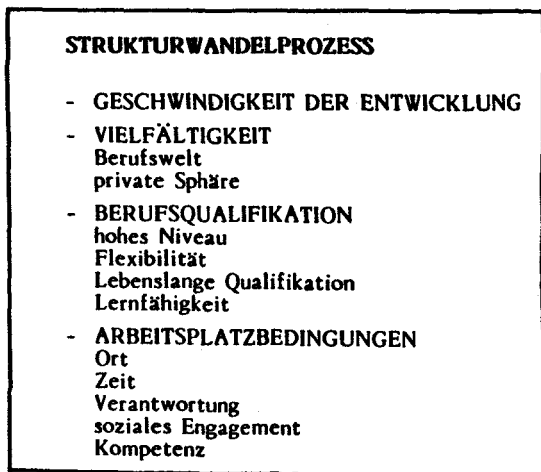 STRUKTURWANDELPROZESS
- GESCHWINDIGKEIT DER ENTWICKLUNG
- VIELFÄLTIGKEIT
Berufswelt
private Sphäre
- BERUFSQUALIFIKATION
hohes Niveau
Flexibilität
Lebenslange Qualifikation
Lernfähigkeit
- ARBEITSPLATZBEDINGUNGEN
Ort
Zeit
Verantwortung
soziales Engagement
Kompetenz